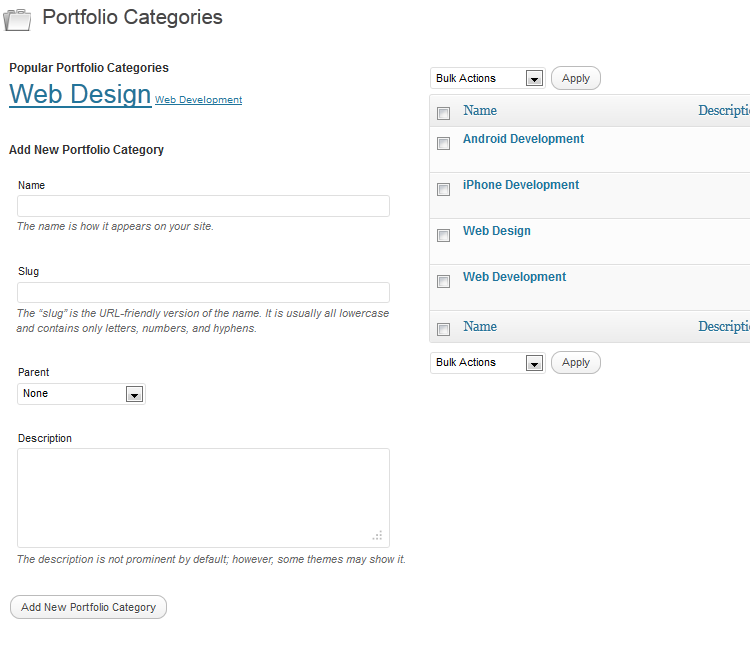 Portfolio Categories
Popular Portfolio Categories
Web Design Web Development
Add New Portfolio Category
Name
The name is how it appears on your site.
Slug
The “slug” is the URL-friendly version of the name. It is usually all lowercase
and contains only letters, numbers, and hyphens.
Parent
None
Description
The description is not prominent by default; however, some themes may show it.
Add New Portfolio Category
Bulk Actions Apply
Name Descripti
Android Development
iPhone Development
Web Design
Web Development
Name Descripti
Bulk Actions Apply